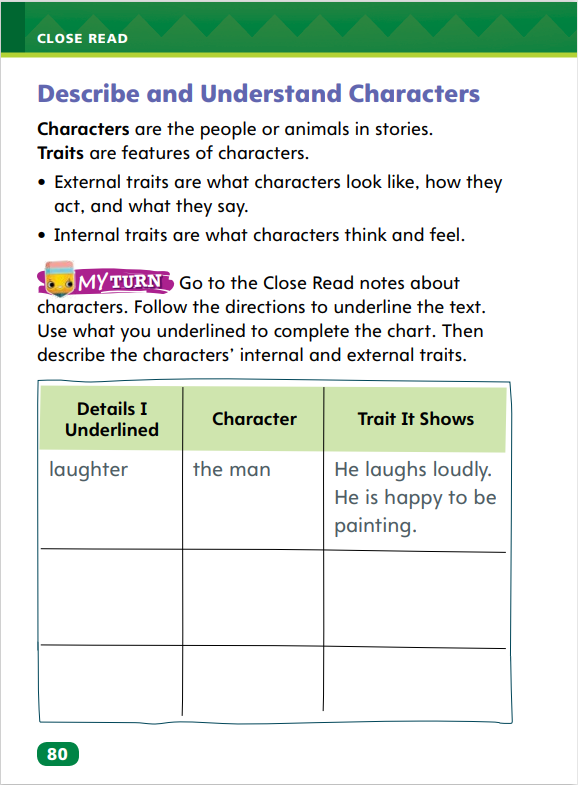 CLOSE READ
Describe and Understand Characters
Characters are the people or animals in stories.
Traits are features of characters.
• External traits are what characters look like, how they
act, and what they say.
• Internal traits are what characters think and feel.
MY TURN Go to the Close Read notes about
characters. Follow the directions to underline the text.
Use what you underlined to complete the chart. Then
describe the characters’ internal and external traits.
Details I
Underlined
Character
Trait It Shows
laughter
the man
He laughs loudly.
He is happy to be
painting.
80